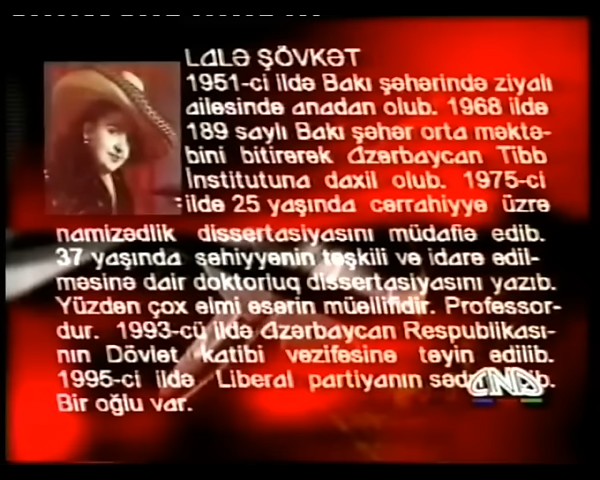 LALƏ ŞÖVKƏT
1951-ci ildə Bakı şəhərində ziyalı
ailəsində anadan olub. 1968 ildə
189 saylı Bakı şəhər orta məktə-
bini bitirərək Azərbaycan Tibb
İnstitutuna daxil olub. 1975-ci
ildə 25 yaşında cərrahiyyə üzrə
namizədlik dissertasiyasını müdafiə edib.
37 yaşında səhiyyənin təşkili və idarə edil-
məsinə dair doktorluq dissertasiyasını yazıb.
Yüzdən çox elmi əsərin müəllifidir. Professor-
dur. 1993-cü ildə Azərbaycan Respublikası-
nın Dövlət katibi vəzifəsinə təyin edilib.
1995-ci ildə Liberal partiyanın
Bir oğlu var.